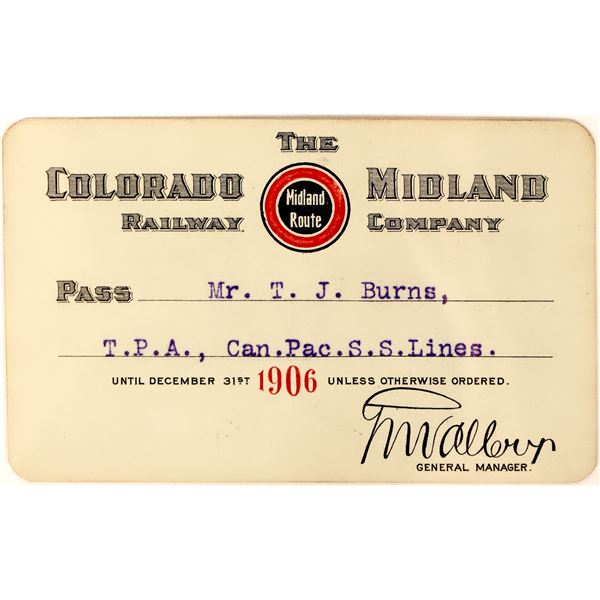 THE
COLORADO MIDLAND
RAILWAY COMPANY
Midland
Route
PASS Mr. T. J. Burns,
T.P.A., Can.Pac.S.S.Lines.
UNTIL DECEMBER 31ST 1906 UNLESS OTHERWISE ORDERED.
GENERAL MANAGER.